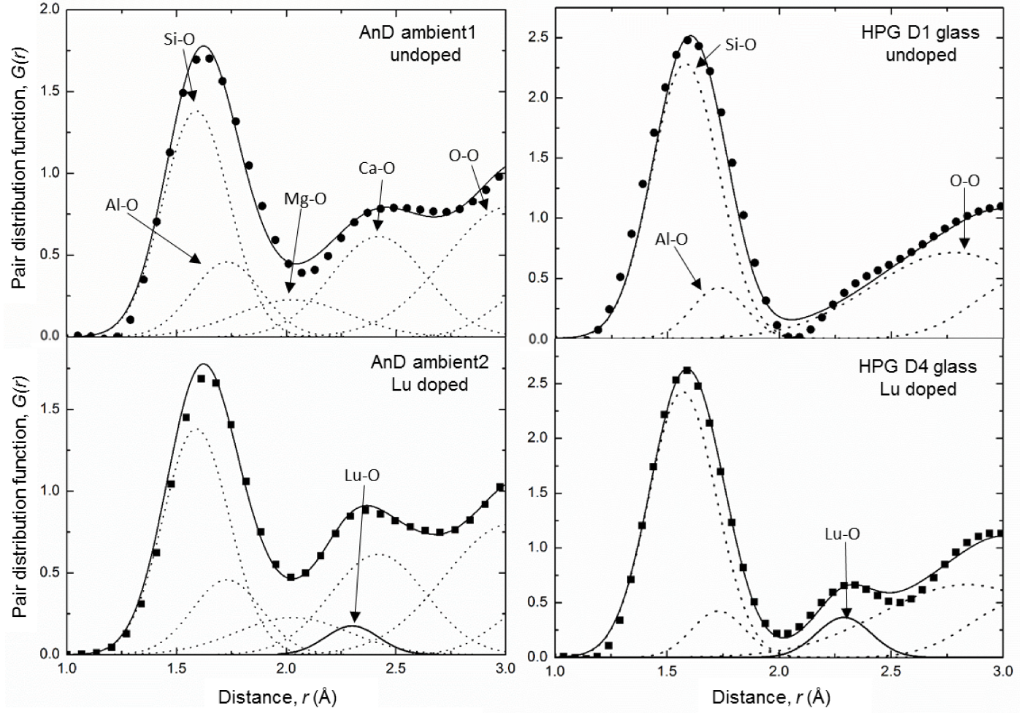 Pair distribution function, G(r)
2.0
1.5
1.0
0.5
0.0
AnD ambient1
undoped
Si-O
Al-O
Mg-O
Ca-O
O-O
2.5
2.0
1.5
1.0
0.5
0.0
HPG D1 glass
undoped
Si-O
Al-O
O-O
Pair distribution function, G(r)
1.5
1.0
0.5
0.0
AnD ambient2
Lu doped
Lu-O
1.0 1.5 2.0 2.5 3.0
Distance, r (Å)
2.5
2.0
1.5
1.0
0.5
0.0
HPG D4 glass
Lu doped
Lu-O
1.0 1.5 2.0 2.5 3.0
Distance, r (Å)